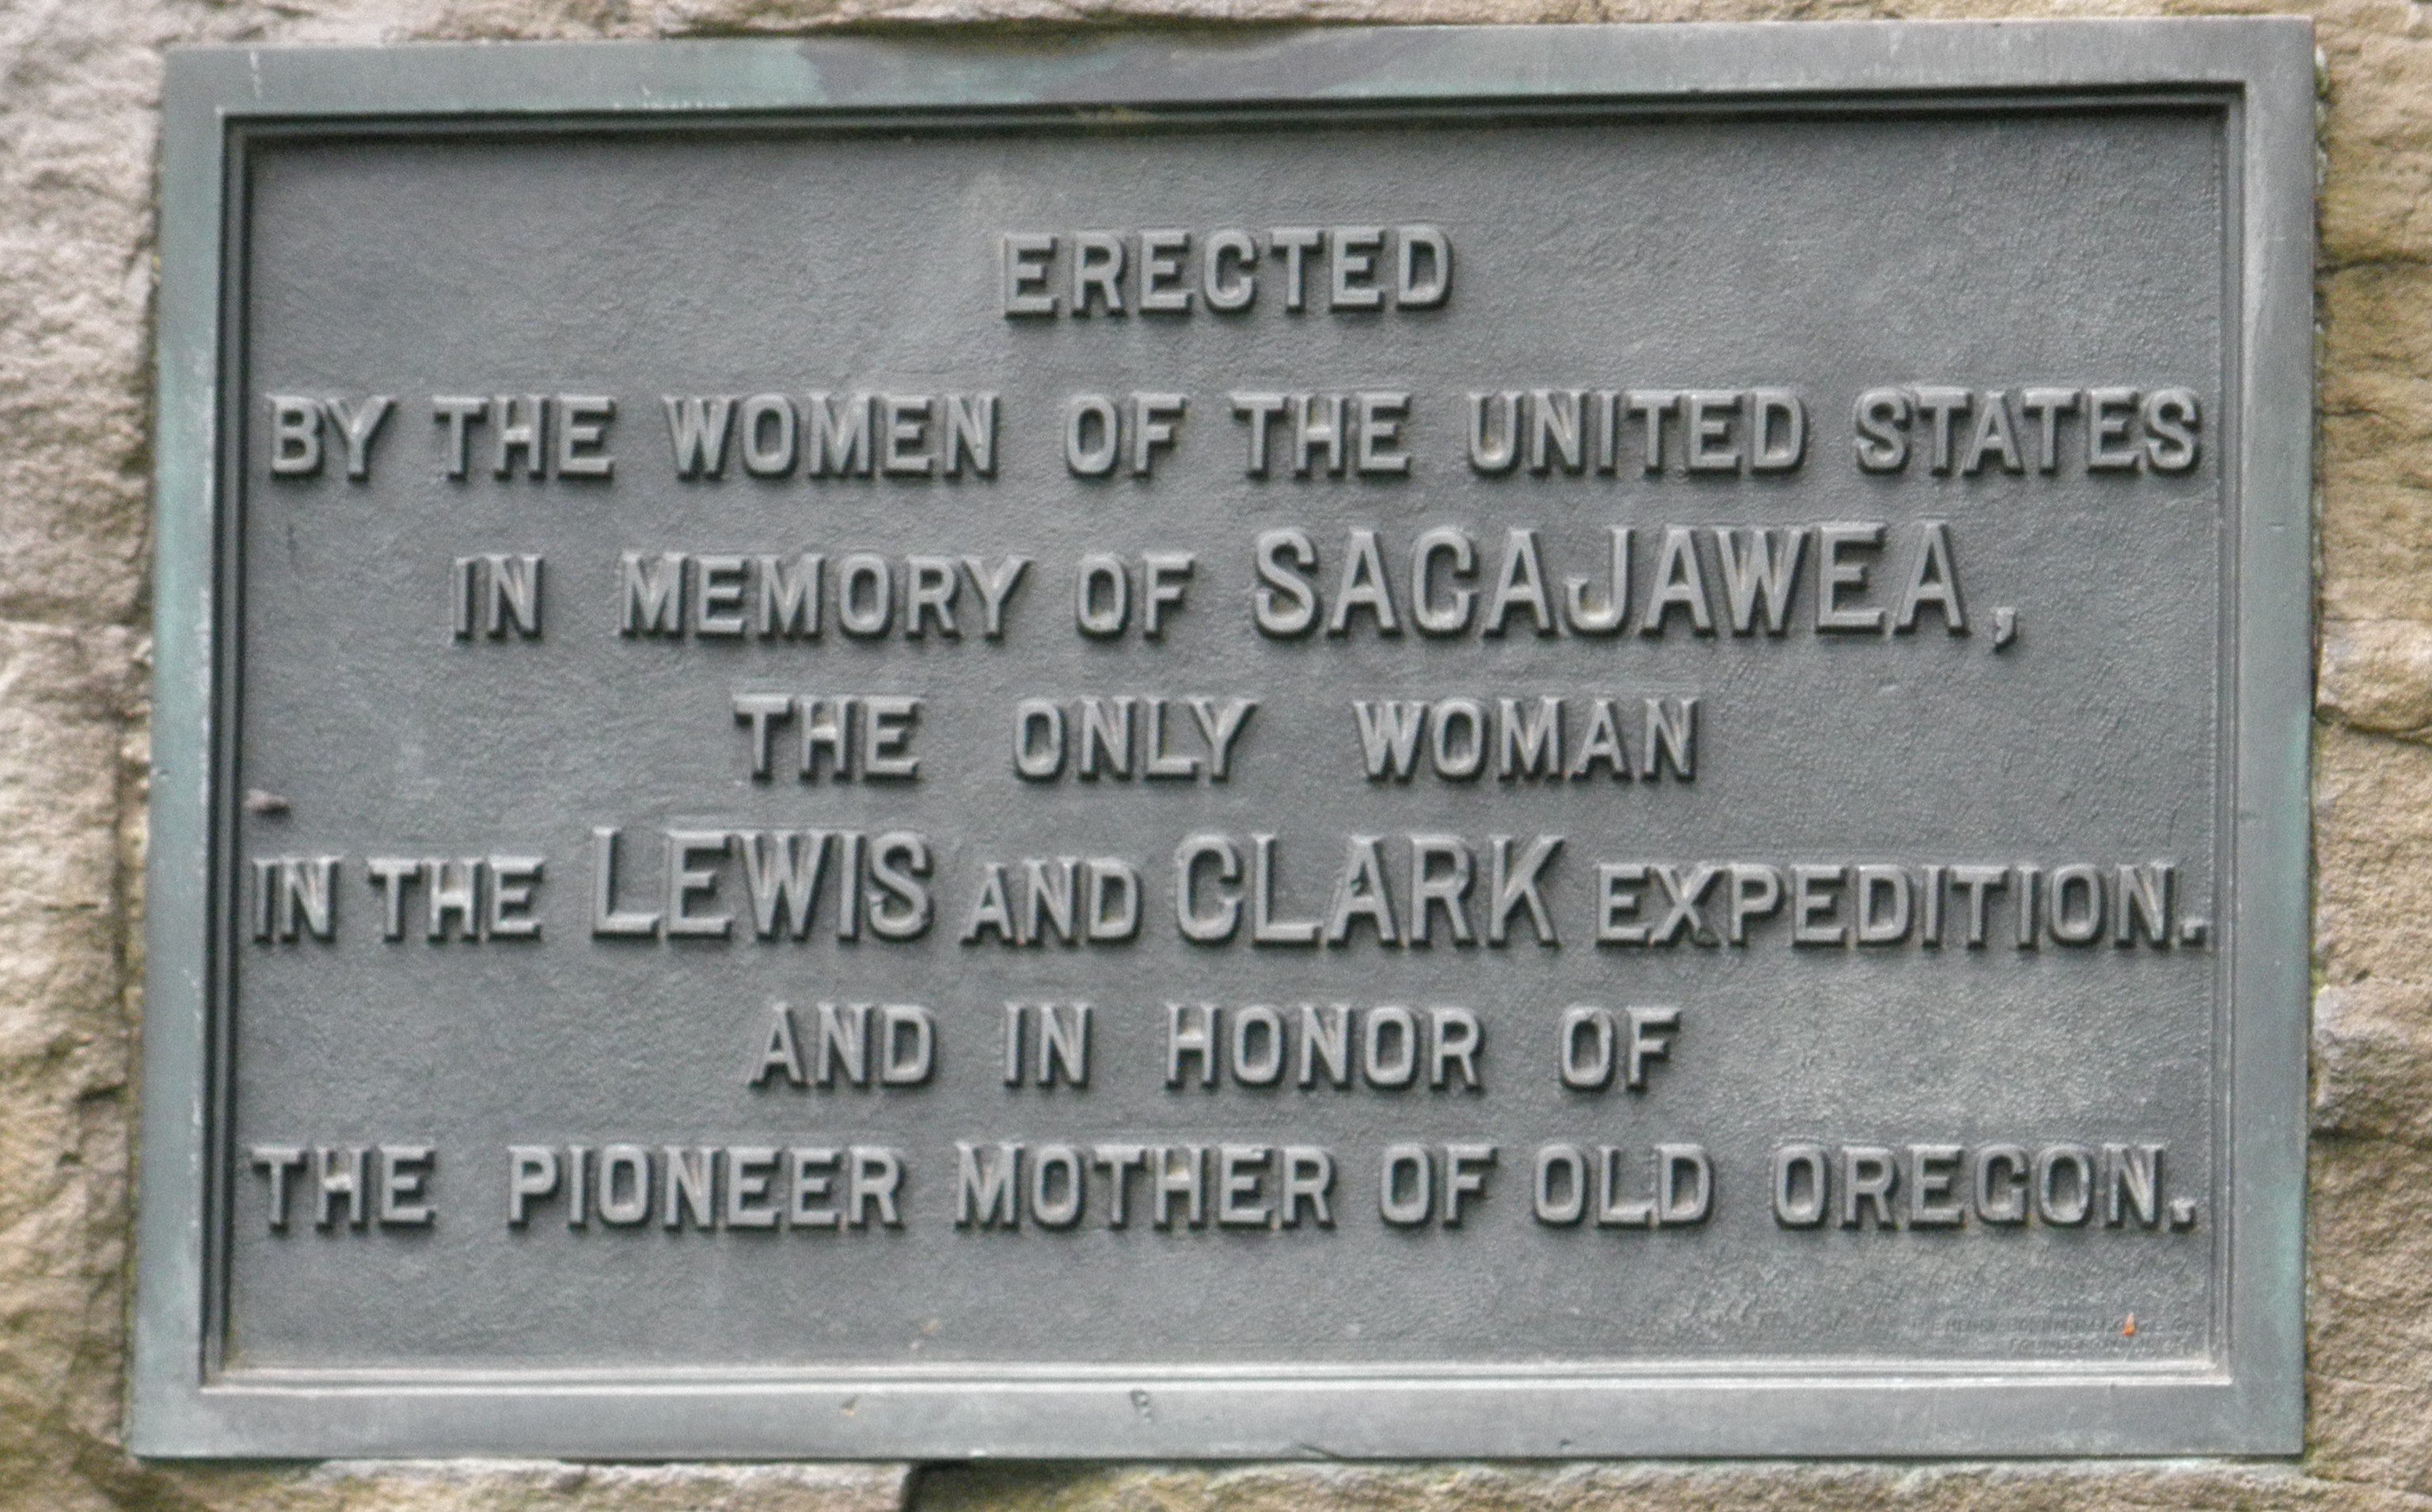 ERECTED
BY THE WOMEN OF THE UNITED STATES
IN MEMORY OF SACAJAWEA,
THE ONLY WOMAN
IN THE LEWIS AND CLARK EXPEDITION.
AND IN HONOR OF
THE PIONEER MOTHER OF OLD OREGON.